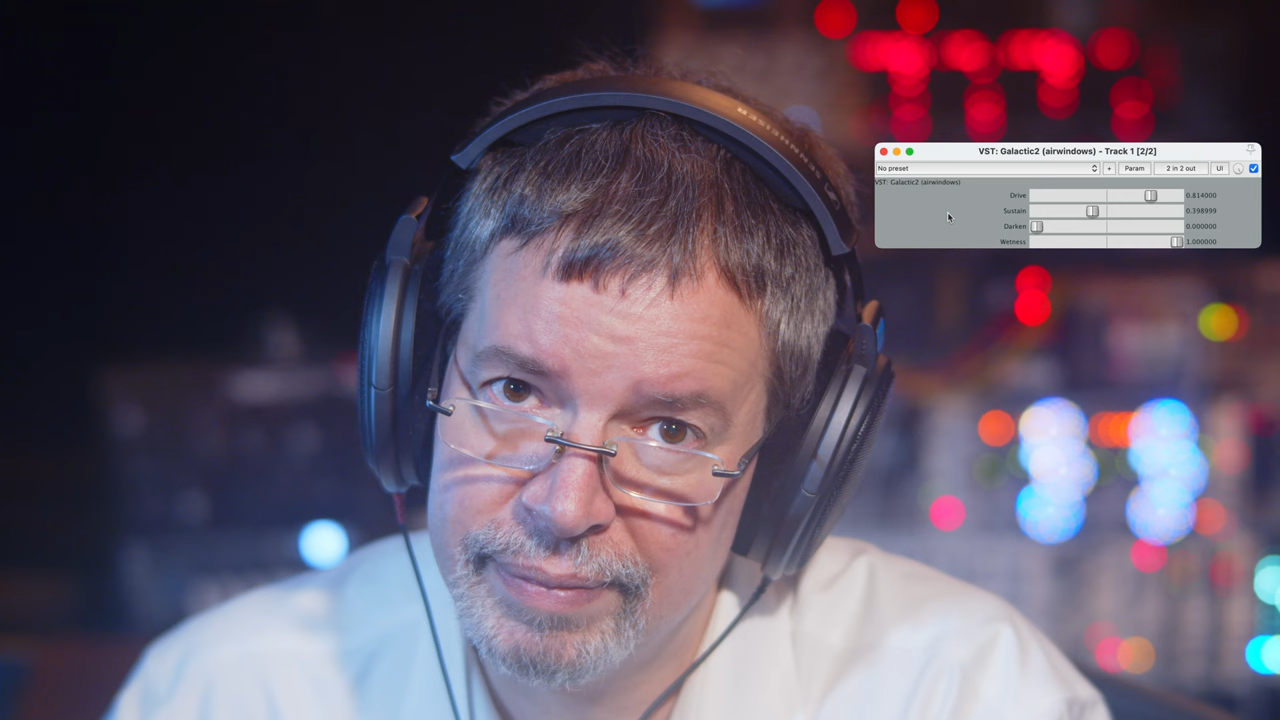 SENNHEISER
VST: Galactic2 (airwindows) - Track 1 [2/2]
No preset
+
Param
2 in 2 out
UI
VST: Galactic2 (airwindows)
Drive 0.814000
Sustain 0.398999
Darken 0.000000
Wetness 1.000000